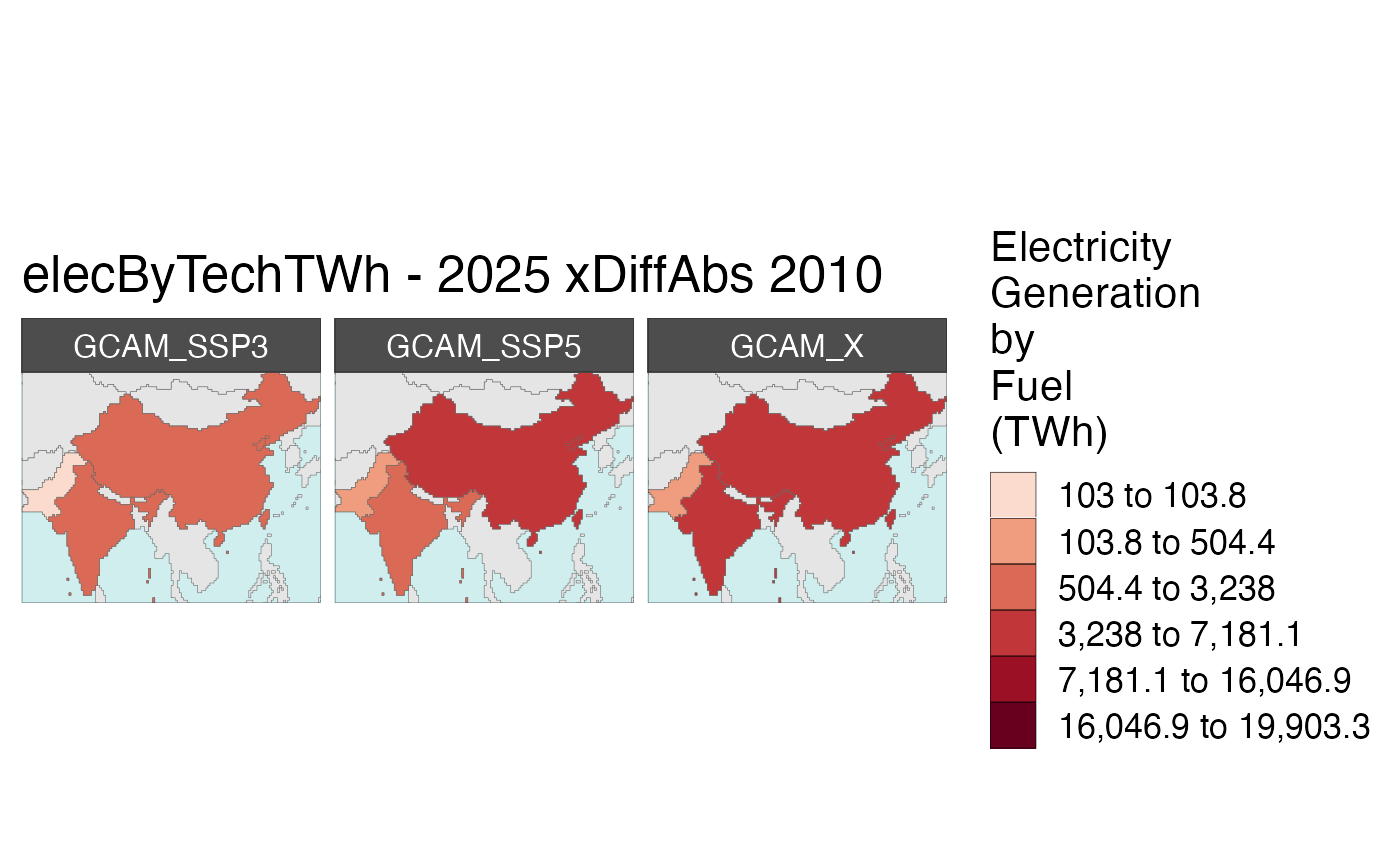 elecByTechTWh - 2025 xDiffAbs 2010
GCAM_SSP3
GCAM_SSP5
GCAM_X
Electricity
Generation
by
Fuel
(TWh)
103 to 103.8
103.8 to 504.4
504.4 to 3,238
3,238 to 7,181.1
7,181.1 to 16,046.9
16,046.9 to 19,903.3